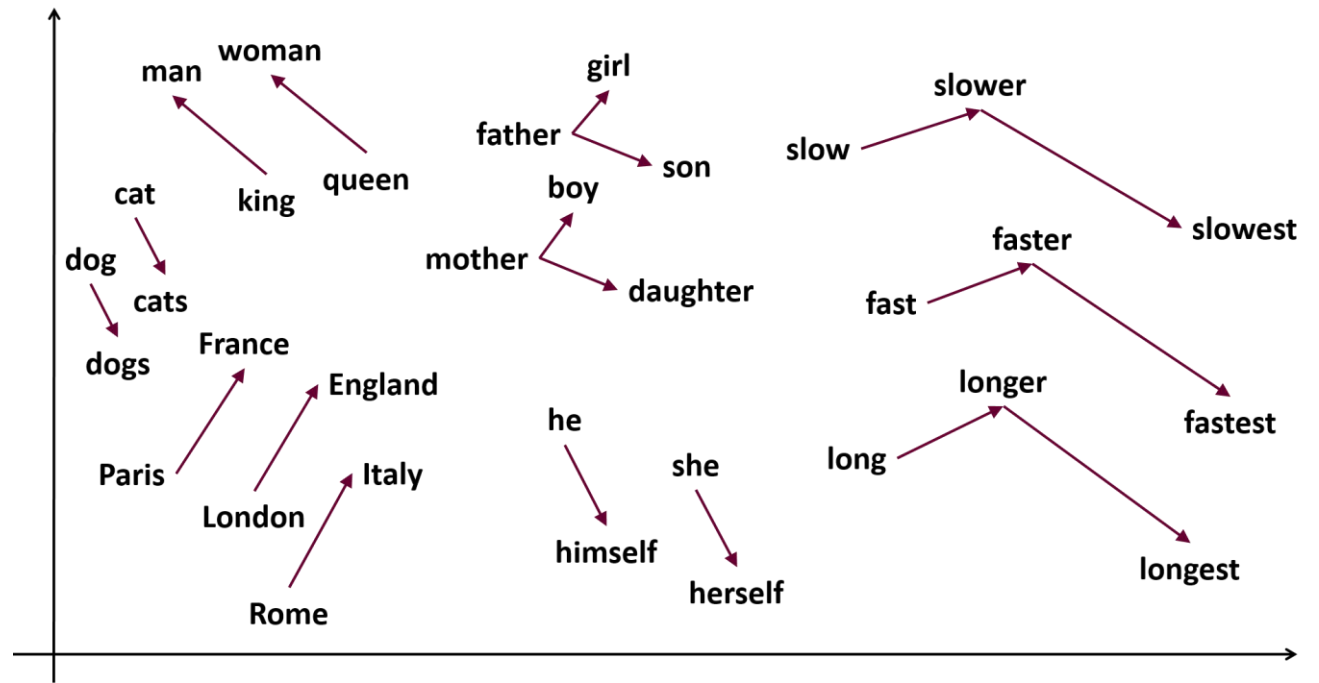 woman
man
girl
slower
father
slow
son
queen
boy
cat
king
slowest
faster
dog
mother
daughter
cats
fast
France
dogs
England
longer
he
fastest
long
she
Paris
Italy
London
himself
longest
herself
Rome